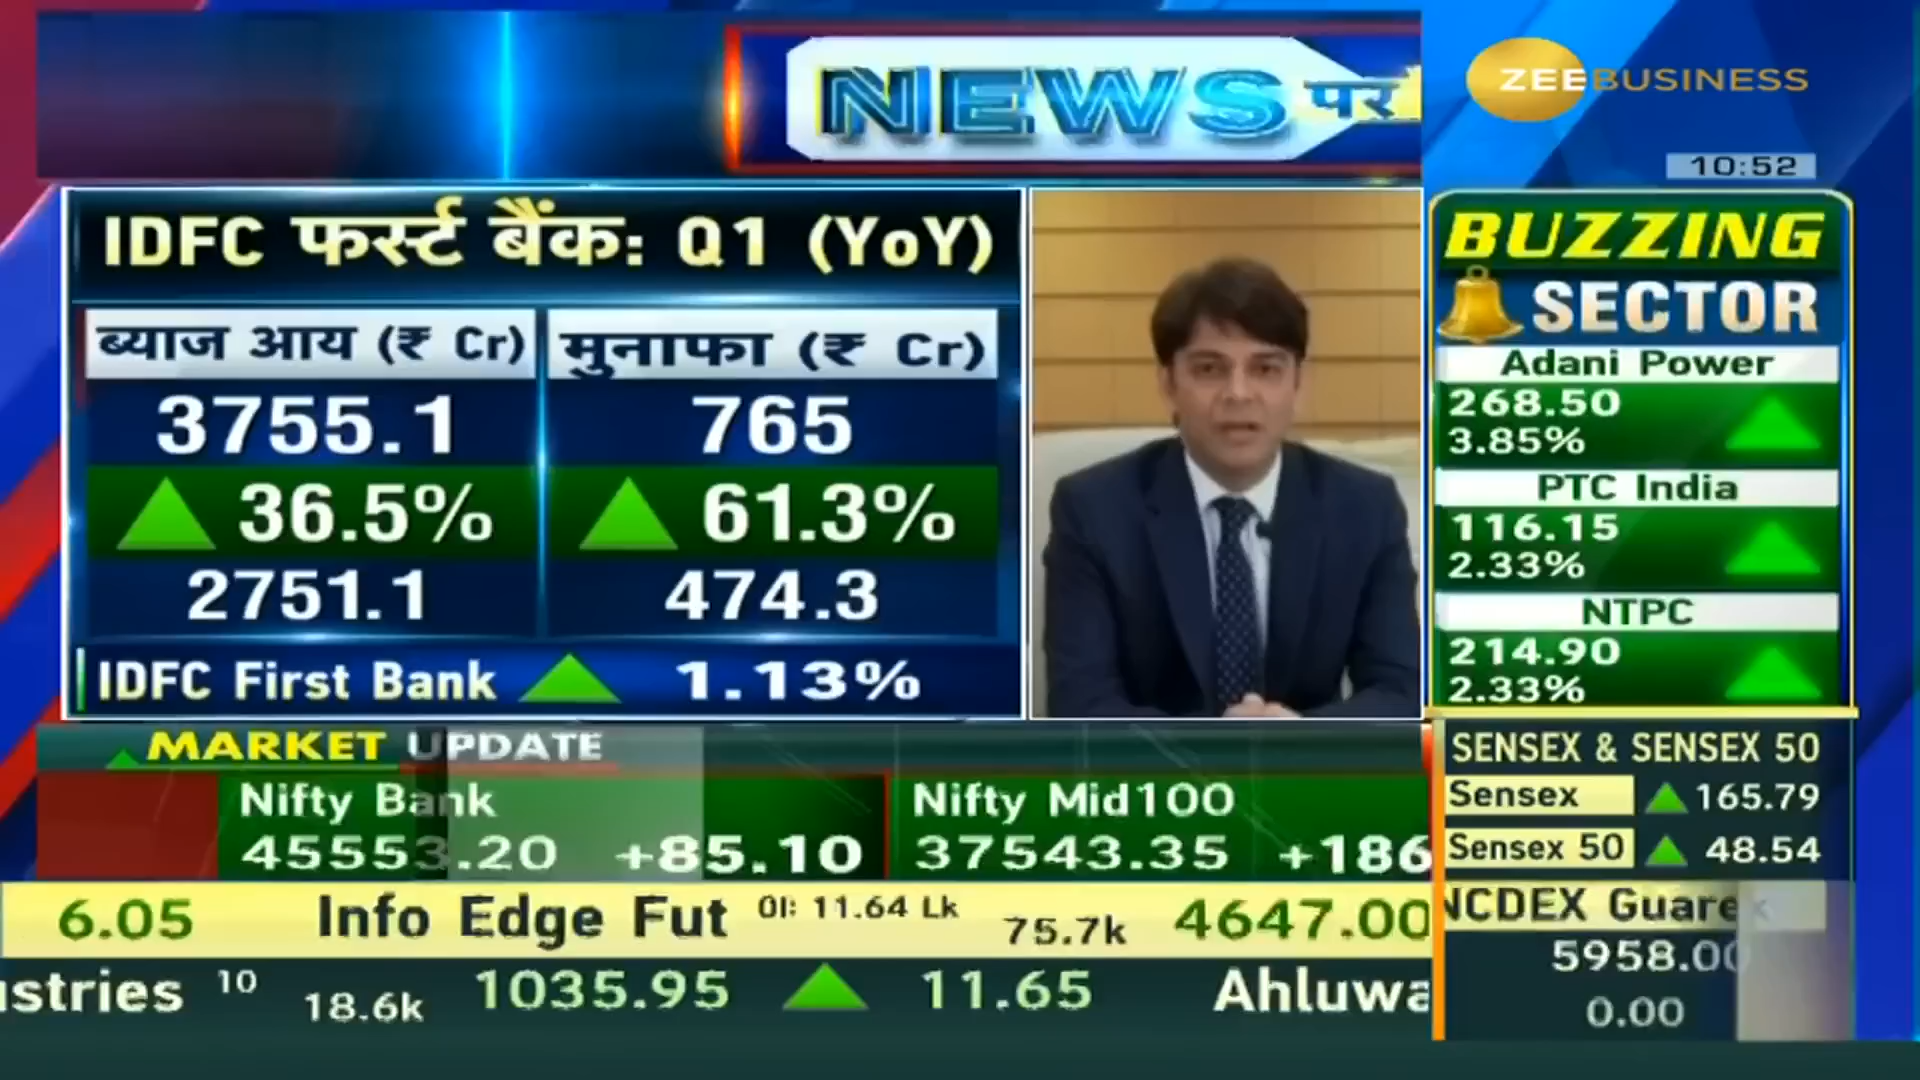 NEWS पर
ZEEBUSINESS
10:52
IDFC फर्स्ट बैंक: Q1 (YoY)
ब्याज आय (₹ Cr) मुनाफा (₹ Cr)
3755.1 765
36.5% 61.3%
2751.1 474.3
IDFC First Bank 1.13%
BUZZING
SECTOR
Adani Power
268.50
3.85%
PTC India
116.15
2.33%
NTPC
214.90
2.33%
MARKET UPDATE
Nifty Bank
45553.20 +85.10
Nifty Mid100
37543.35 +186
SENSEX & SENSEX 50
Sensex 165.79
Sensex 50 48.54
NCDEX Guarek
5958.00
0.00
6.05 Info Edge Fut OI: 11.64 Lk 75.7k 4647.00
stries 10 18.6k 1035.95 11.65 Ahluwa